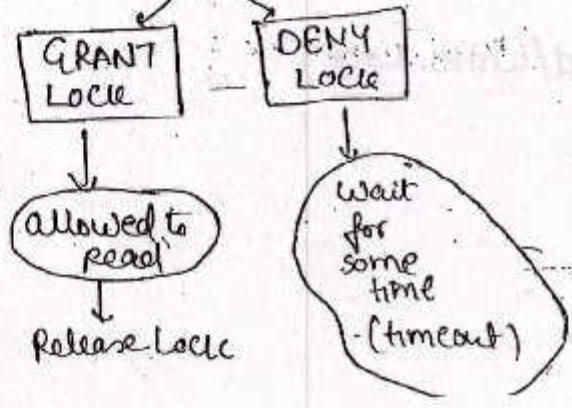 GRANT
LOCK
DENY
LOCK
allowed to
read
Release Lock
Wait
for
some
time
-(timeout)